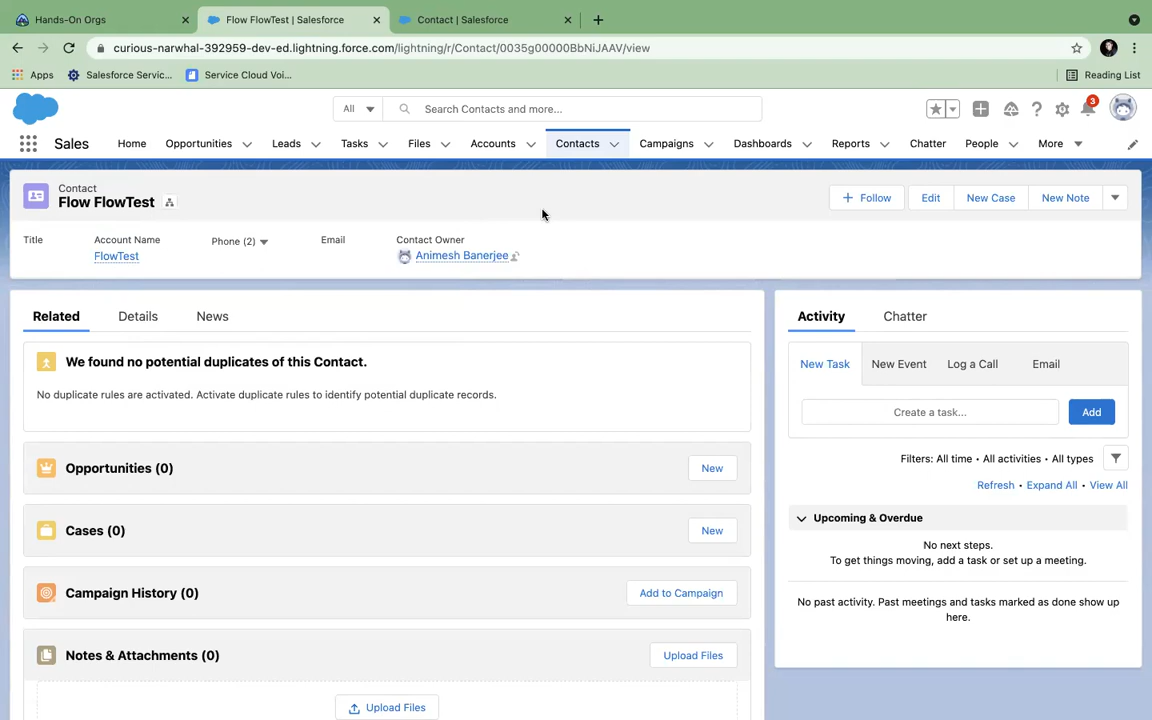 Hands-On Orgs
Flow FlowTest | Salesforce
Contact | Salesforce
curious-narwhal-392959-dev-ed.lightning.force.com/lightning/r/Contact/0035g00000BbNiJAAV/view
Apps
Salesforce Servic...
Service Cloud Voi...
Reading List
All
Search Contacts and more...
3
Sales
Home
Opportunities
Leads
Tasks
Files
Accounts
Contacts
Campaigns
Dashboards
Reports
Chatter
People
More
Contact
Flow FlowTest
Follow
Edit
New Case
New Note
Title
Account Name
Phone (2)
Email
Contact Owner
FlowTest
Animesh Banerjee
Related
Details
News
We found no potential duplicates of this Contact.
No duplicate rules are activated. Activate duplicate rules to identify potential duplicate records.
Opportunities (0)
New
Cases (0)
New
Campaign History (0)
Add to Campaign
Notes & Attachments (0)
Upload Files
Upload Files
Activity
Chatter
New Task
New Event
Log a Call
Email
Create a task...
Add
Filters: All time • All activities • All types
Refresh • Expand All • View All
Upcoming & Overdue
No next steps.
To get things moving, add a task or set up a meeting.
No past activity. Past meetings and tasks marked as done show up
here.